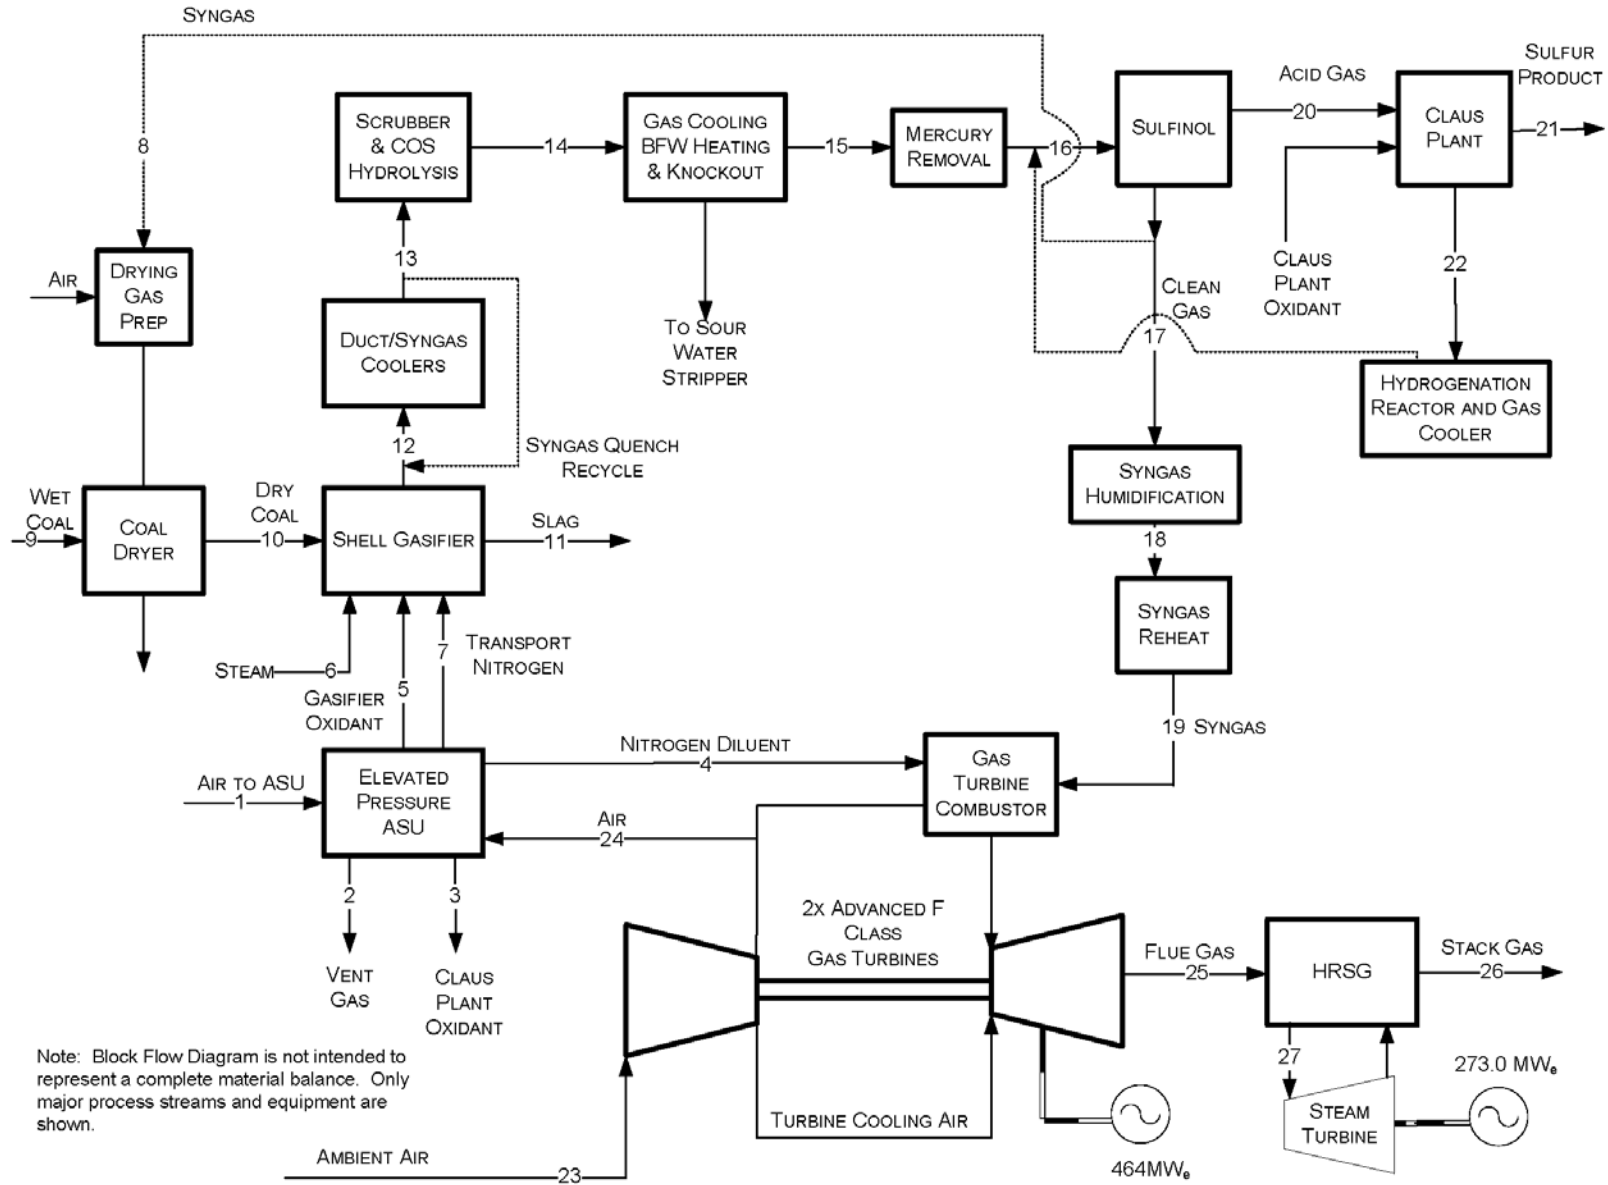 SYNGAS
8
SCRUBBER
& COS
HYDROLYSIS
14
GAS COOLING
BFW HEATING
& KNOCKOUT
15
MERCURY
REMOVAL
16
SULFINOL
ACID GAS
20
CLAUS
PLANT
SULFUR
PRODUCT
21
DRYING
GAS
PREP
AIR
13
DUCT/SYNGAS
COOLERS
12
SYNGAS QUENCH
RECYCLE
TO SOUR
WATER
STRIPPER
CLEAN
GAS
17
CLAUS
PLANT
OXIDANT
22
HYDROGENATION
REACTOR AND GAS
COOLER
SYNGAS
HUMIDIFICATION
18
SYNGAS
REHEAT
19 SYNGAS
WET
COAL
9
COAL
DRYER
DRY
COAL
10
SHELL GASIFIER
SLAG
11
STEAM
6
GASIFIER
OXIDANT
5
7
TRANSPORT
NITROGEN
AIR TO ASU
1
ELEVATED
PRESSURE
ASU
NITROGEN DILUENT
4
AIR
24
GAS
TURBINE
COMBUSTOR
2
VENT
GAS
3
CLAUS
PLANT
OXIDANT
2X ADVANCED F
CLASS
GAS TURBINES
FLUE GAS
25
HRSG
STACK GAS
26
27
STEAM
TURBINE
273.0 MWe
464MWe
TURBINE COOLING AIR
AMBIENT AIR
23
Note: Block Flow Diagram is not intended to
represent a complete material balance. Only
major process streams and equipment are
shown.